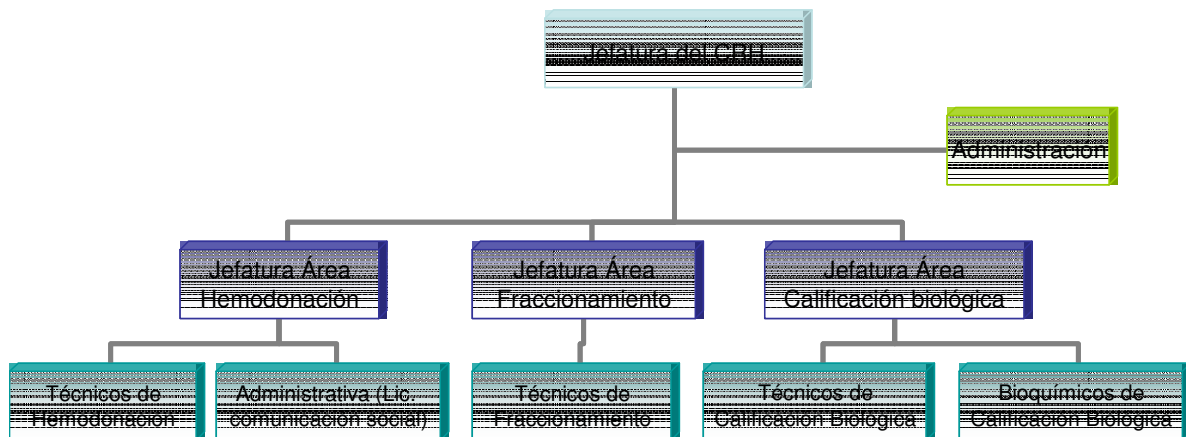 Jefatura del CRH
Administración
Jefatura Área
Hemodonación
Jefatura Área
Fraccionamiento
Jefatura Área
Calificación biológica
Técnicos de
Hemodonación
Administrativa (Lic.
comunicación social)
Técnicos de
Fraccionamiento
Técnicos de
Calificación Biológica
Bioquímicos de
Calificación Biológica